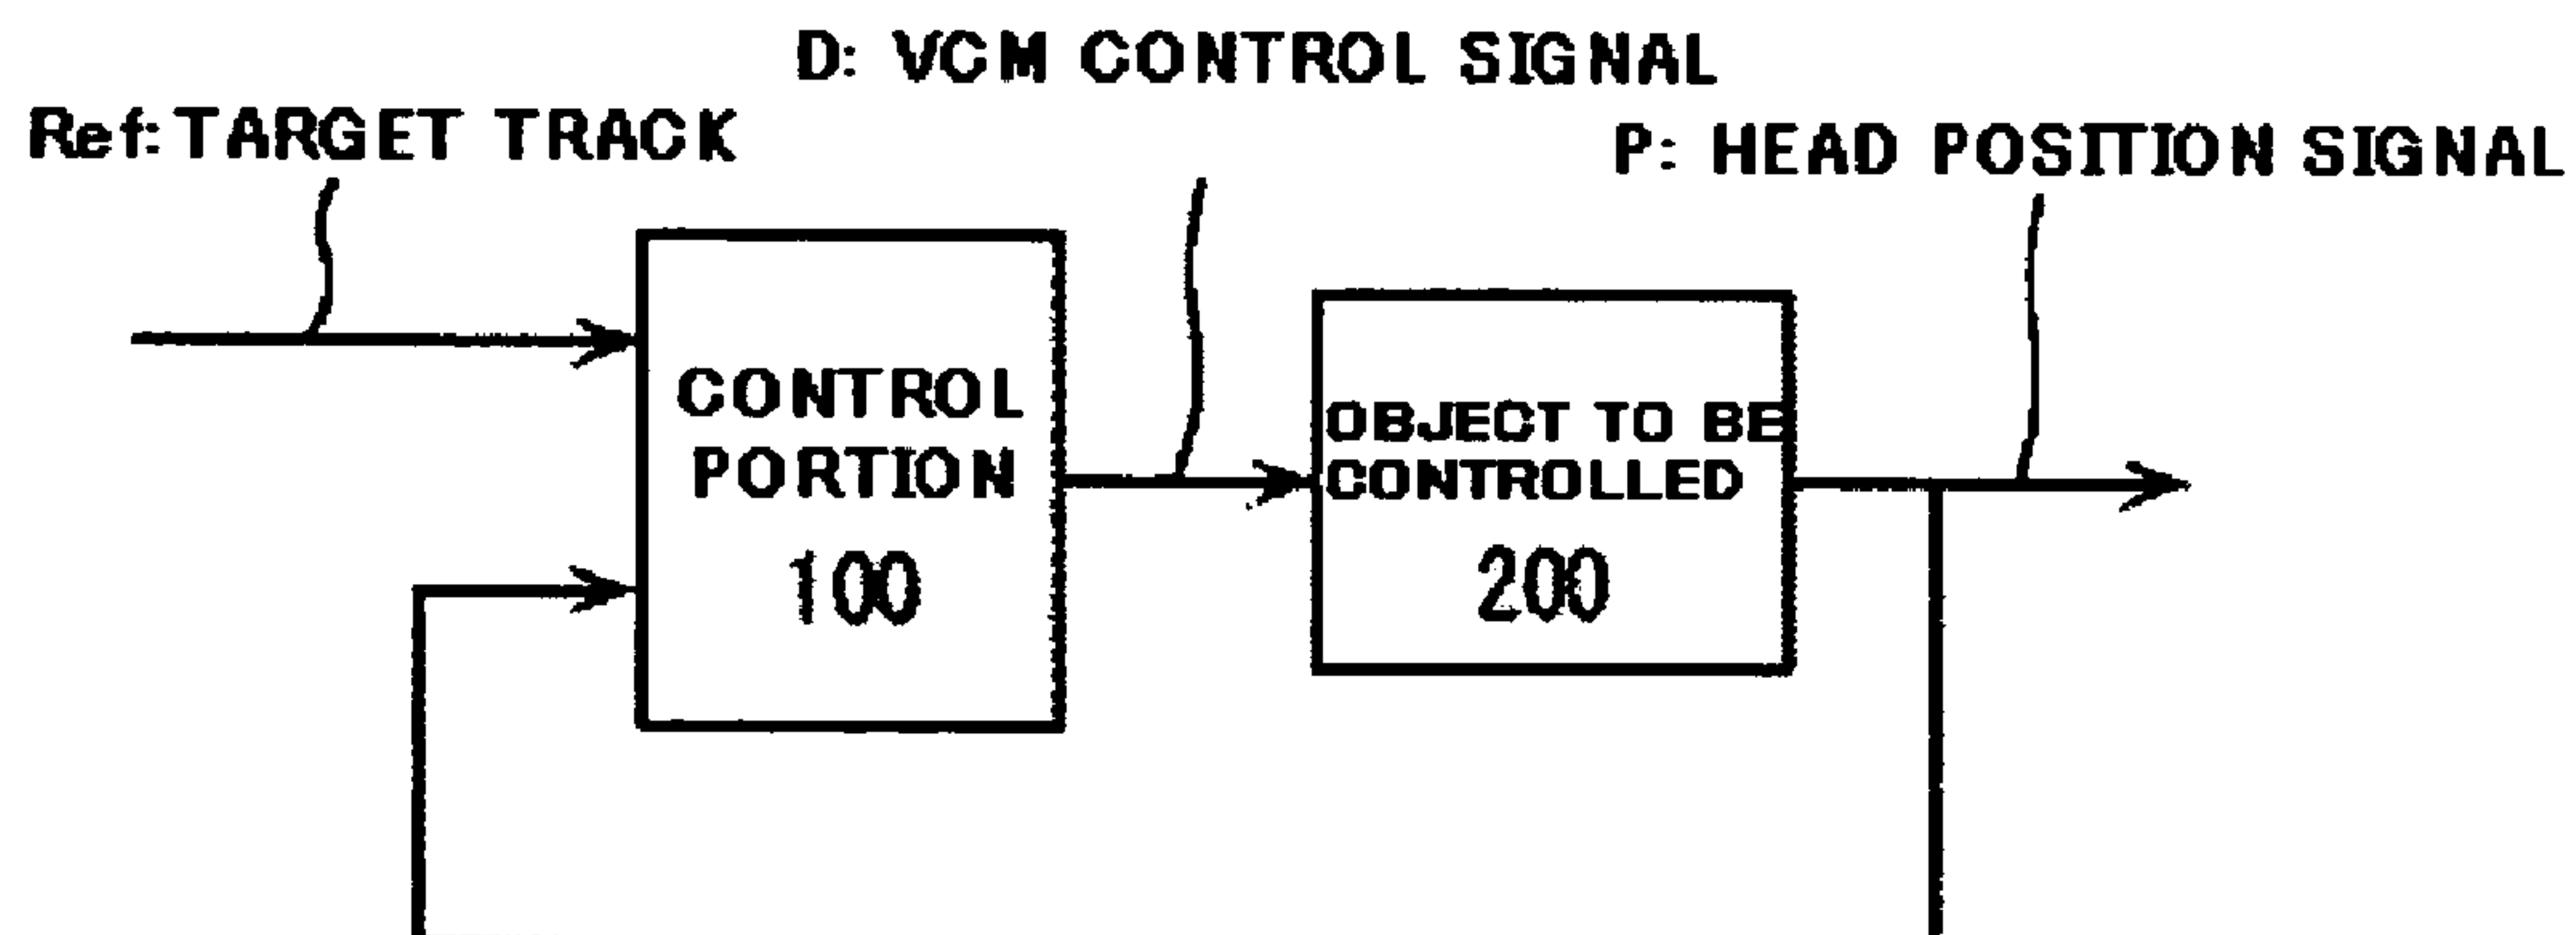 D: VCM CONTROL SIGNAL
Ref: TARGET TRACK
P: HEAD POSITION SIGNAL
CONTROL
PORTION
100
OBJECT TO BE
CONTROLLED
200